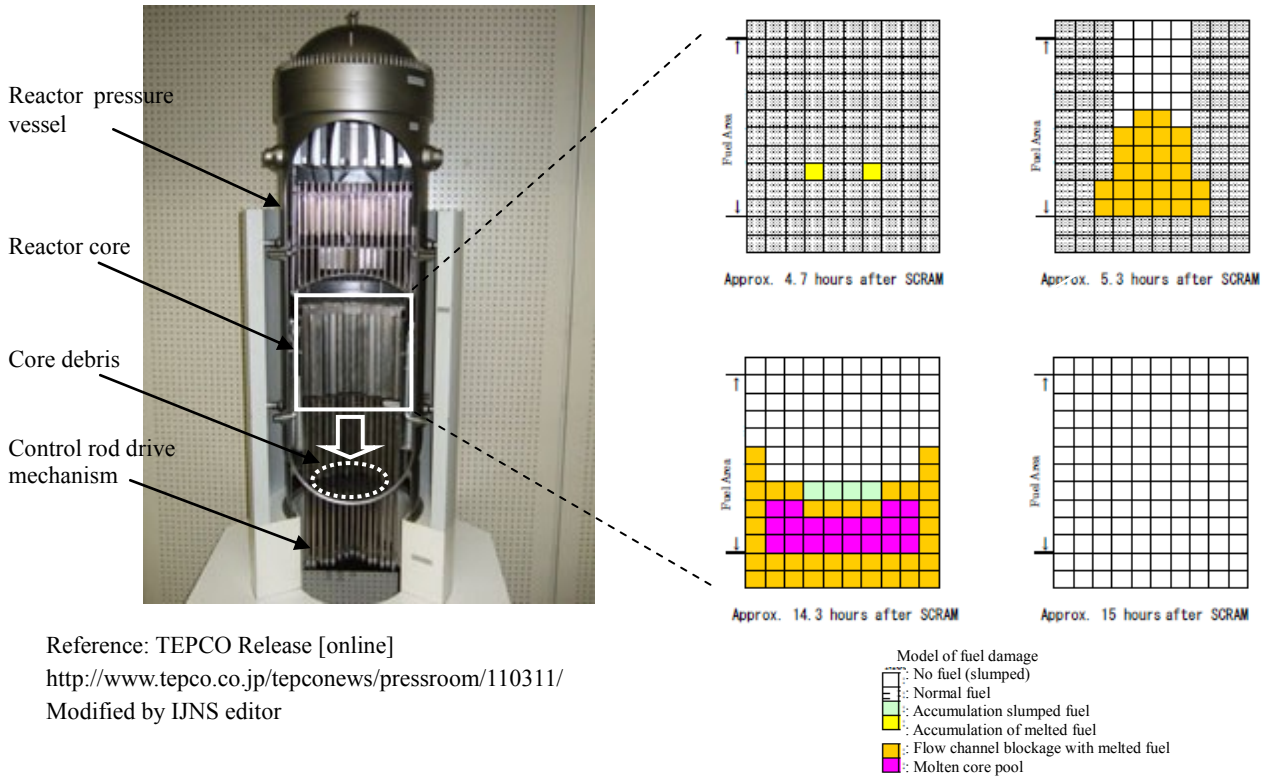 Reactor pressure
vessel
Reactor core
Core debris
Control rod drive
mechanism
Fuel Area
Approx. 4.7 hours after SCRAM
Fuel Area
Approx. 5.3 hours after SCRAM
Fuel Area
Approx. 14.3 hours after SCRAM
Fuel Area
Approx. 15 hours after SCRAM
Reference: TEPCO Release [online]
http://www.tepco.co.jp/tepconews/pressroom/110311/
Modified by IJNS editor
Model of fuel damage
: No fuel (slumped)
: Normal fuel
: Accumulation slumped fuel
: Accumulation of melted fuel
: Flow channel blockage with melted fuel
: Molten core pool